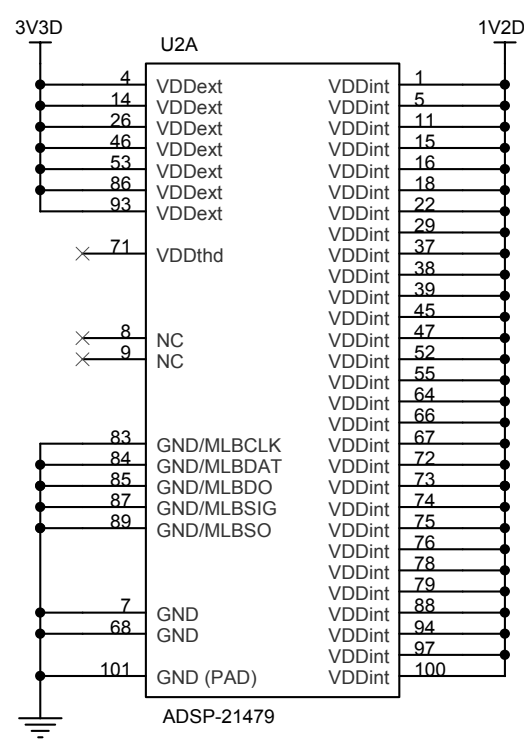 3V3D 1V2D
U2A
4 VDDext VDDint 1
14 VDDext VDDint 5
26 VDDext VDDint 11
46 VDDext VDDint 15
53 VDDext VDDint 16
86 VDDext VDDint 18
93 VDDext VDDint 22
VDDint 29
71 VDDthd VDDint 37
VDDint 38
VDDint 39
VDDint 45
8 NC VDDint 47
9 NC VDDint 52
VDDint 55
VDDint 64
VDDint 66
83 GND/MLBCLK VDDint 67
84 GND/MLBDAT VDDint 72
85 GND/MLBDO VDDint 73
87 GND/MLBSIG VDDint 74
89 GND/MLBSO VDDint 75
VDDint 76
VDDint 78
VDDint 79
7 GND VDDint 88
68 GND VDDint 94
VDDint 97
101 GND (PAD) VDDint 100
ADSP-21479